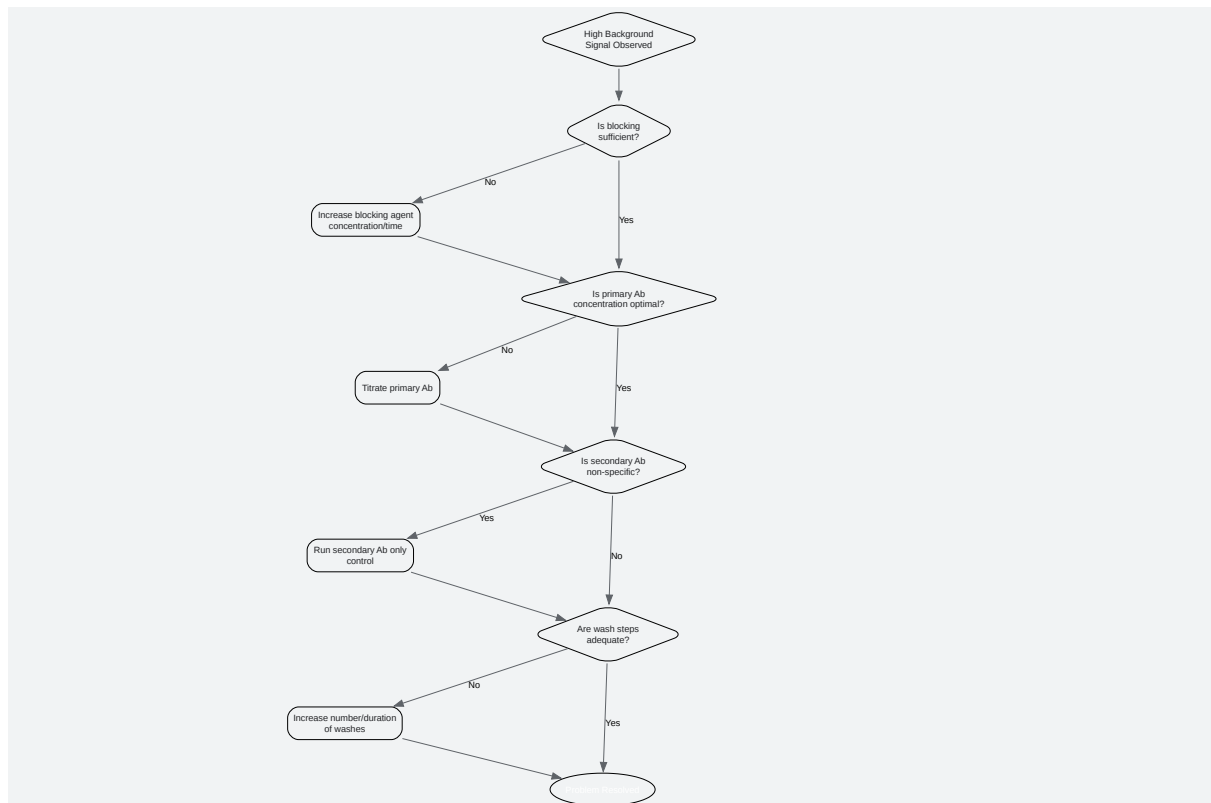 High Background
Signal Observed
Is blocking
sufficient?
No
Increase blocking agent
concentration/time
Yes
Is primary Ab
concentration optimal?
No
Titrate primary Ab
Yes
Is secondary Ab
non-specific?
Yes
Run secondary Ab only
control
No
Are wash steps
adequate?
No
Increase number/duration
of washes
Yes